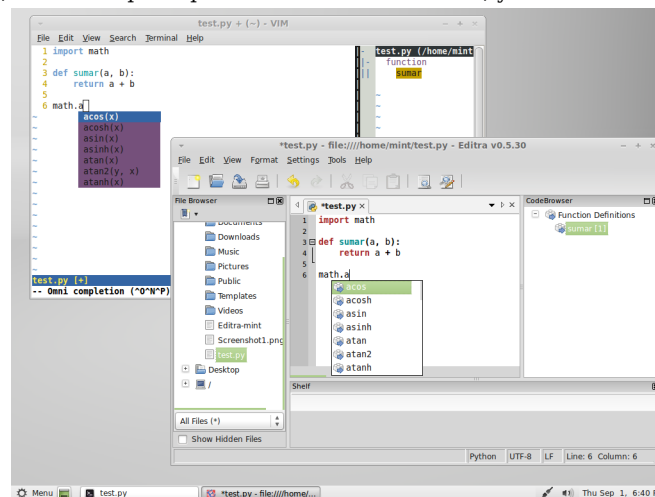 test.py + (~) - VIM
File Edit View Search Terminal Help
1 import math
2
3 def sumar(a, b):
4 return a + b
5
6 math.a
acos(x)
acosh(x)
asin(x)
asinh(x)
atan(x)
atan2(y, x)
atanh(x)
~
~
~
~
~
~
~
~
~
~
~
~
~
~
test.py [+]
-- Omni completion (^O^N^P)
test.py (/home/mint
function
sumar
*test.py - file:////home/mint/test.py - Editra v0.5.30
File Edit View Format Settings Tools Help
File Browser
Documents
Downloads
Music
Pictures
Public
Templates
Videos
Editra-mint
Screenshot1.png
test.py
Desktop
/
All Files (*)
Show Hidden Files
*test.py
1 import math
2
3 def sumar(a, b):
4 return a + b
5
6 math.a
acos
acosh
asin
asinh
atan
atan2
atanh
CodeBrowser
Function Definitions
sumar [1]
Shelf
Python UTF-8 LF Line: 6 Column: 6
Menu test.py *test.py - file:////home/... Thu Sep 1, 6:40